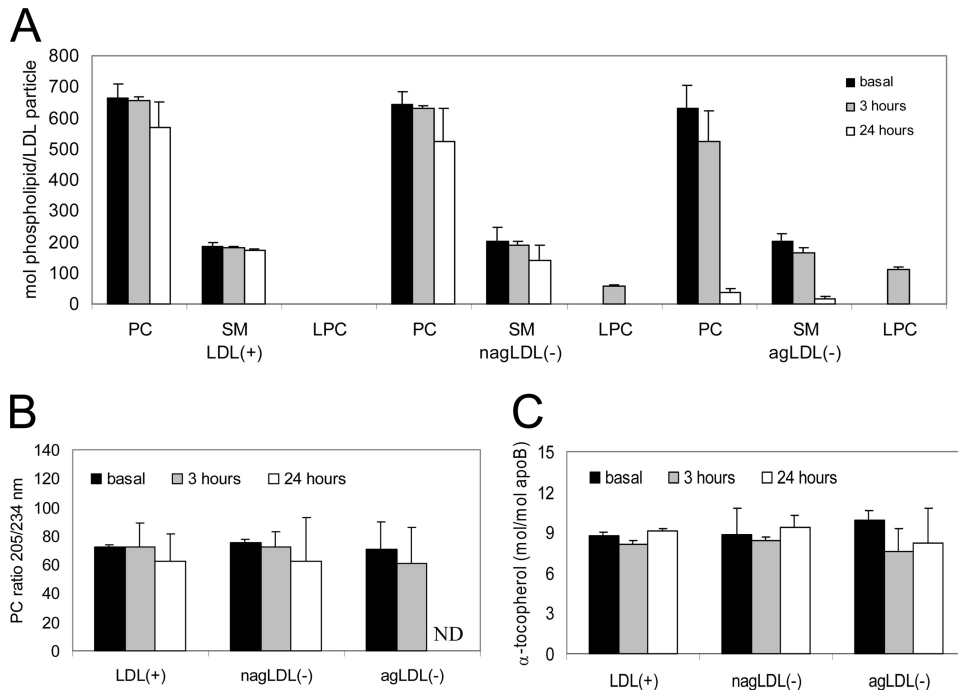 A
mol phospholipid/LDL particle
800
700
600
500
400
300
200
100
0
basal
3 hours
24 hours
PC SM LPC PC SM LPC PC SM LPC
LDL(+) nagLDL(-) agLDL(-)
B
PC ratio 205/234 nm
140
120
100
80
60
40
20
0
basal 3 hours 24 hours
ND
LDL(+) nagLDL(-) agLDL(-)
C
α-tocopherol (mol/mol apoB)
15
12
9
6
3
0
basal 3 hours 24 hours
LDL(+) nagLDL(-) agLDL(-)